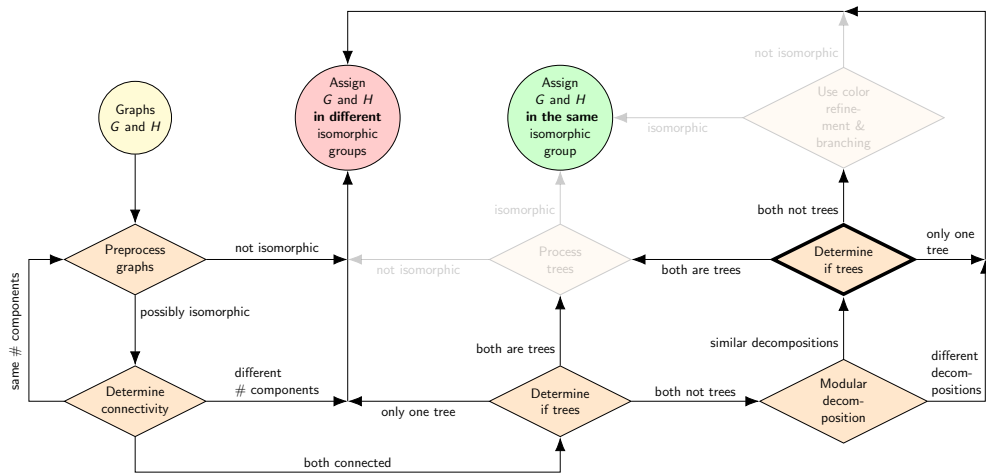 not isomorphic
Assign
G and H
in different
isomorphic
groups
Assign
G and H
in the same
isomorphic
group
Use color
refine-
ment &
branching
Graphs
G and H
isomorphic
isomorphic
both not trees
Preprocess
graphs
not isomorphic
not isomorphic
Process
trees
both are trees
Determine
if trees
only one
tree
same # components
possibly isomorphic
both are trees
similar decompositions
different
decom-
positions
Determine
connectivity
different
# components
only one tree
Determine
if trees
both not trees
Modular
decom-
position
both connected